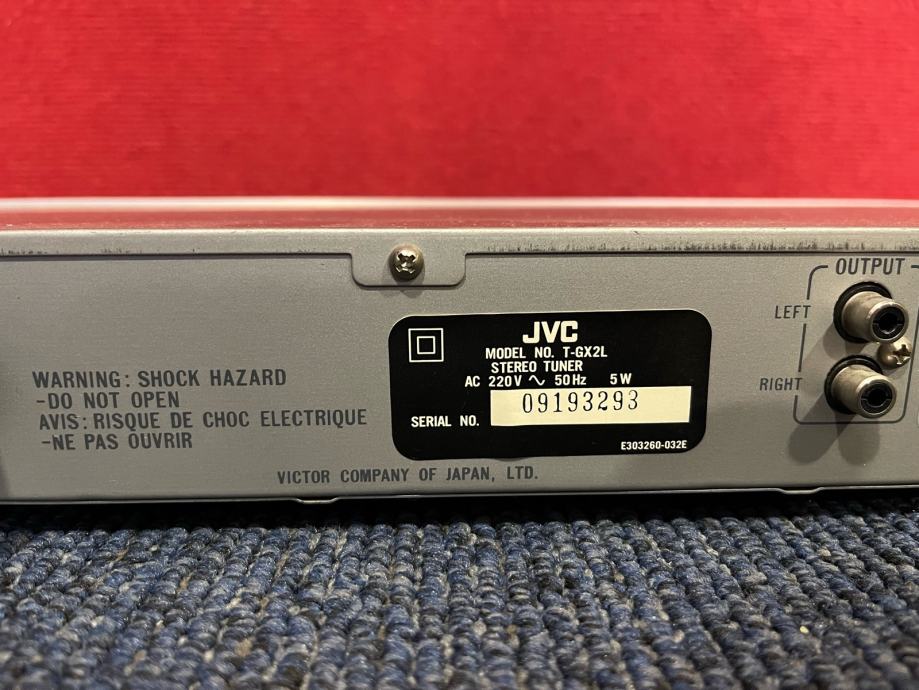 OUTPUT
LEFT
RIGHT
JVC
MODEL NO. T-GX2L
STEREO TUNER
AC 220V ~ 50Hz 5W
SERIAL NO. 09193293
E303260-032E
WARNING: SHOCK HAZARD
-DO NOT OPEN
AVIS: RISQUE DE CHOC ELECTRIQUE
-NE PAS OUVRIR
VICTOR COMPANY OF JAPAN, LTD.